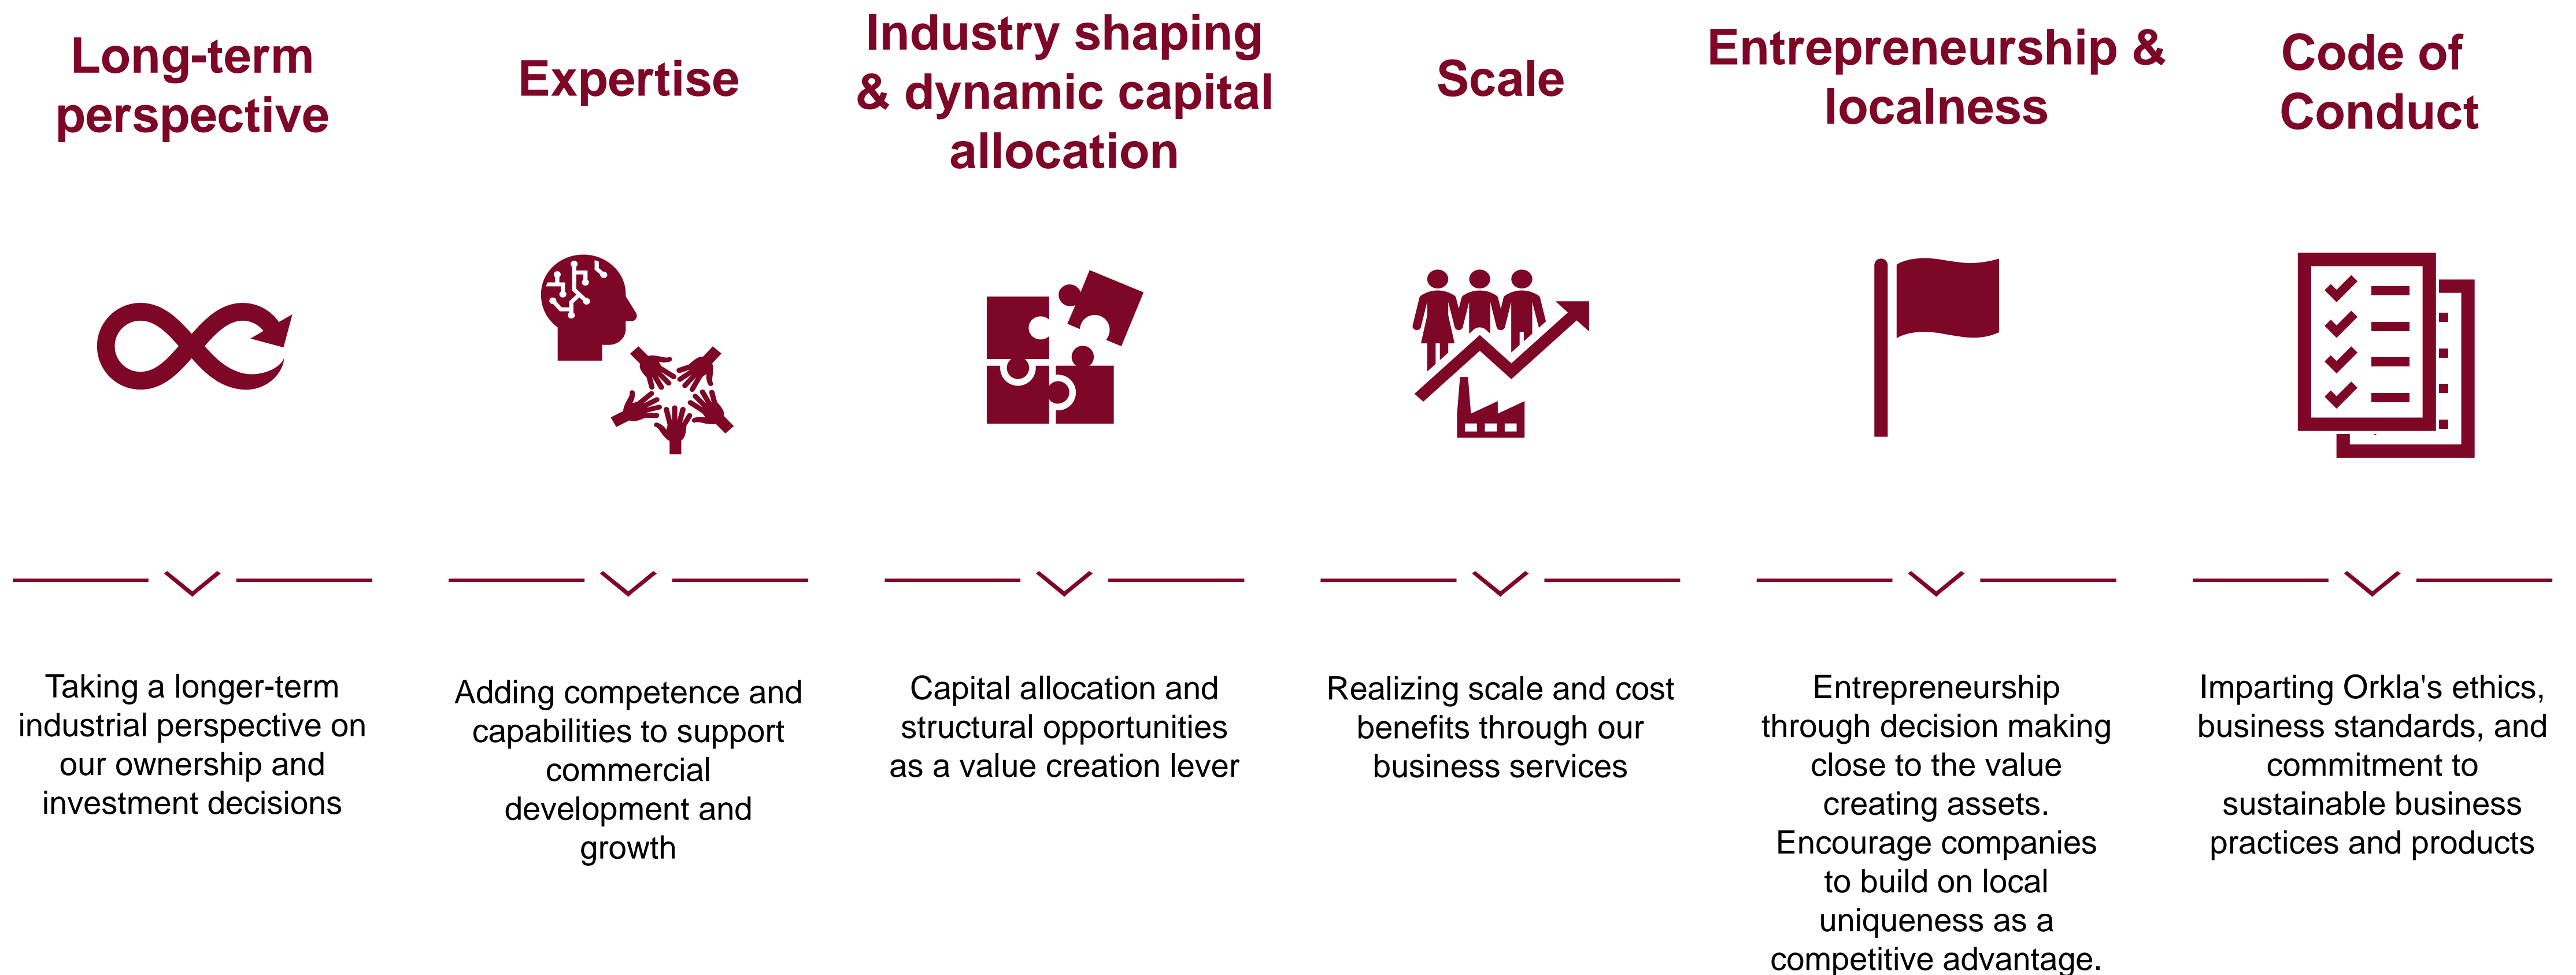 Long-term
perspective
Expertise
Industry shaping
& dynamic capital
allocation
Scale
Entrepreneurship &
localness
Code of
Conduct
Taking a longer-term
industrial perspective on
our ownership and
investment decisions
Adding competence and
capabilities to support
commercial
development and
growth
Capital allocation and
structural opportunities
as a value creation lever
Realizing scale and cost
benefits through our
business services
Entrepreneurship
through decision making
close to the value
creating assets.
Encourage companies
to build on local
uniqueness as a
competitive advantage.
Imparting Orkla's ethics,
business standards, and
commitment to
sustainable business
practices and products